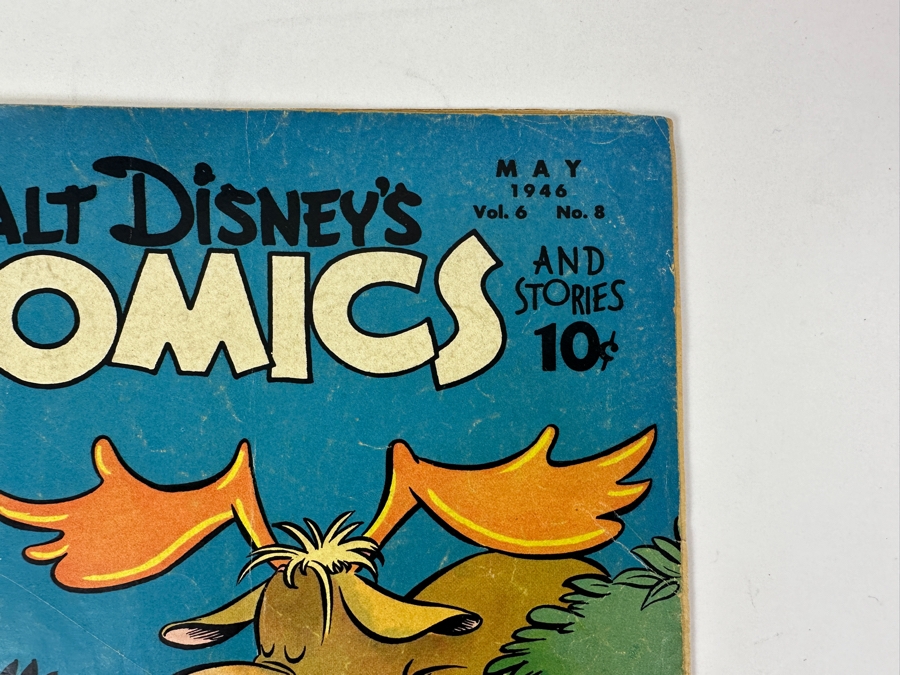 MAY
1946
Vol. 6 No. 8
ALT DISNEY'S
OMICS
AND
STORIES
10¢